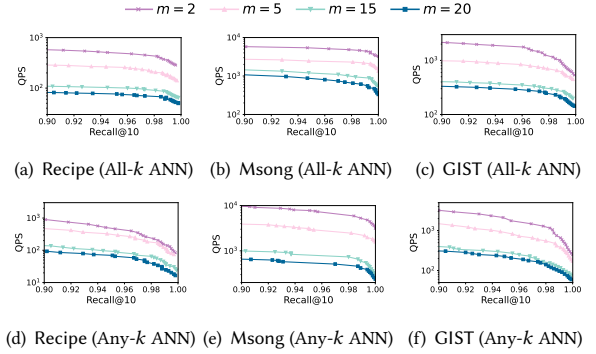 m = 2 m = 5 m = 15 m = 20
10³
10²
QPS
0.90 0.92 0.94 0.96 0.98 1.00
Recall@10
10⁴
10³
10²
QPS
0.90 0.92 0.94 0.96 0.98 1.00
Recall@10
10³
10²
QPS
0.90 0.92 0.94 0.96 0.98 1.00
Recall@10
(a) Recipe (All-k ANN) (b) Msong (All-k ANN) (c) GIST (All-k ANN)
10³
10²
10¹
QPS
0.90 0.92 0.94 0.96 0.98 1.00
Recall@10
10⁴
10³
QPS
0.90 0.92 0.94 0.96 0.98 1.00
Recall@10
10³
10²
QPS
0.90 0.92 0.94 0.96 0.98 1.00
Recall@10
(d) Recipe (Any-k ANN) (e) Msong (Any-k ANN) (f) GIST (Any-k ANN)